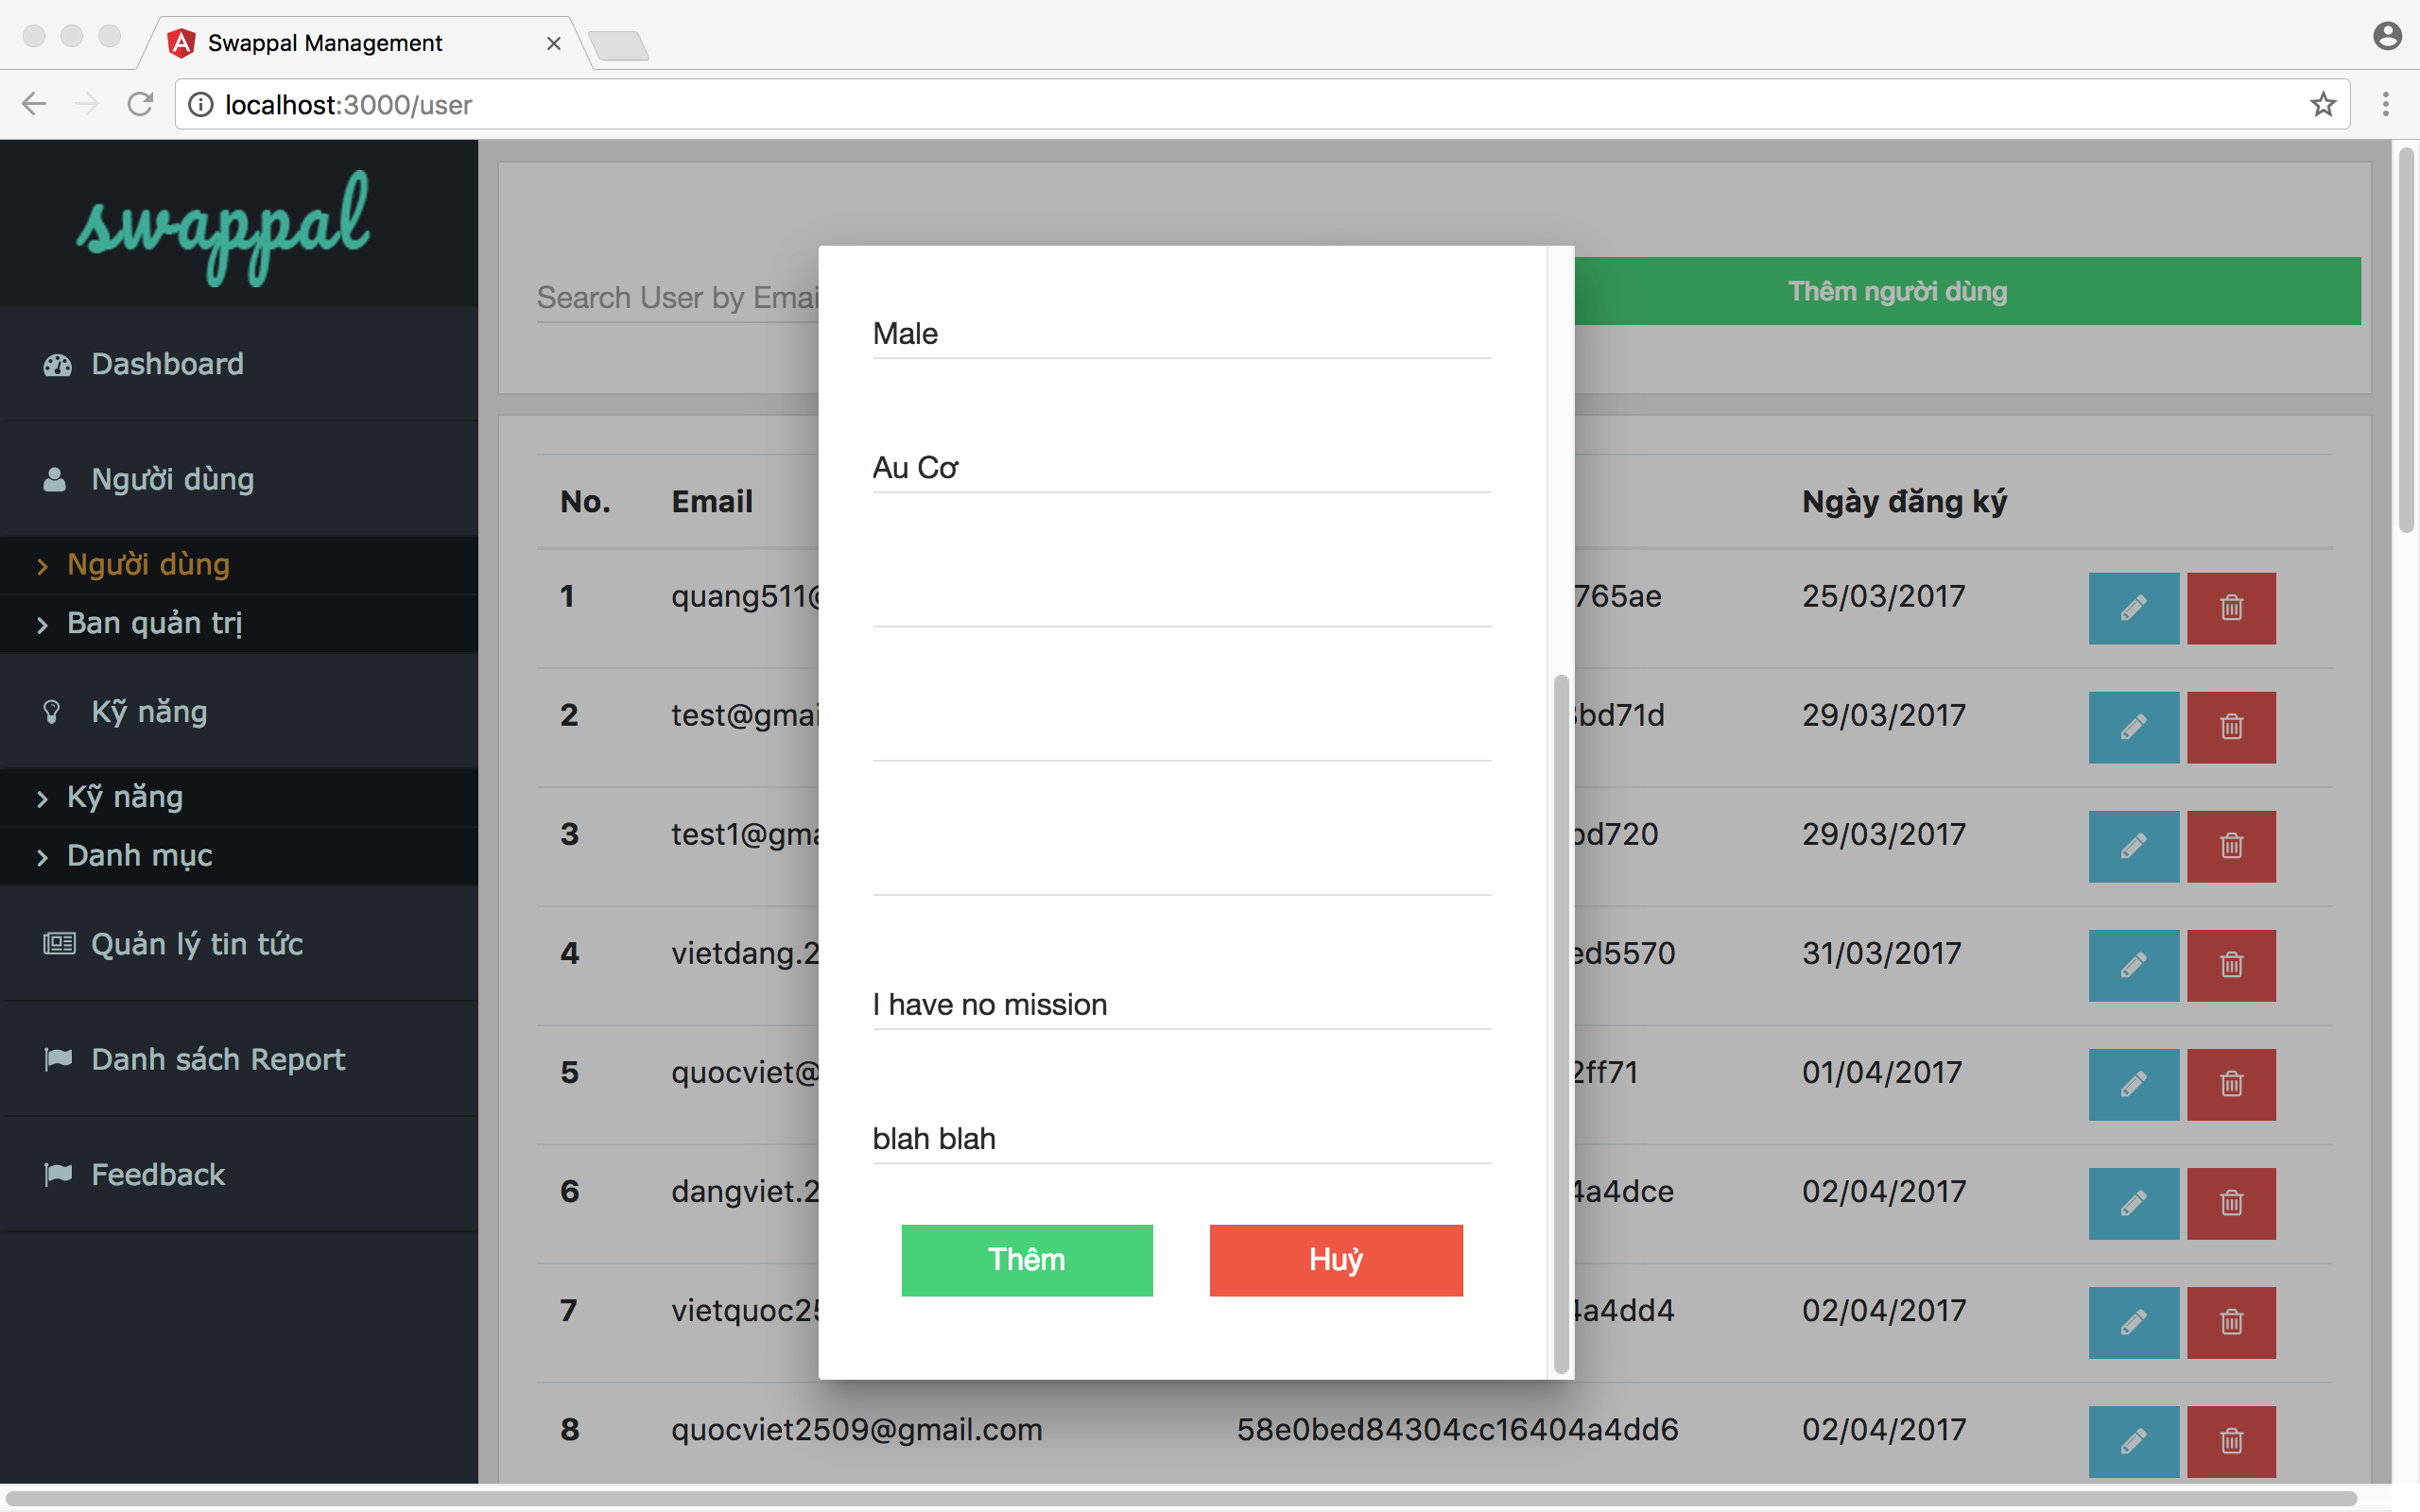 Swappal Management
localhost:3000/user
swappal
Dashboard
Người dùng
Người dùng
Ban quản trị
Kỹ năng
Kỹ năng
Danh mục
Quản lý tin tức
Danh sách Report
Feedback
Search User by Emai
Thêm người dùng
No. Email Ngày đăng ký
1 quang511@ 765ae 25/03/2017
2 test@gmai bd71d 29/03/2017
3 test1@gma d720 29/03/2017
4 vietdang.2 ed5570 31/03/2017
5 quocviet@ 2ff71 01/04/2017
6 dangviet.2 4a4dce 02/04/2017
7 vietquoc25 4a4dd4 02/04/2017
8 quocviet2509@gmail.com 58e0bed84304cc16404a4dd6 02/04/2017
Male
Au Cơ
I have no mission
blah blah
Thêm Huỷ